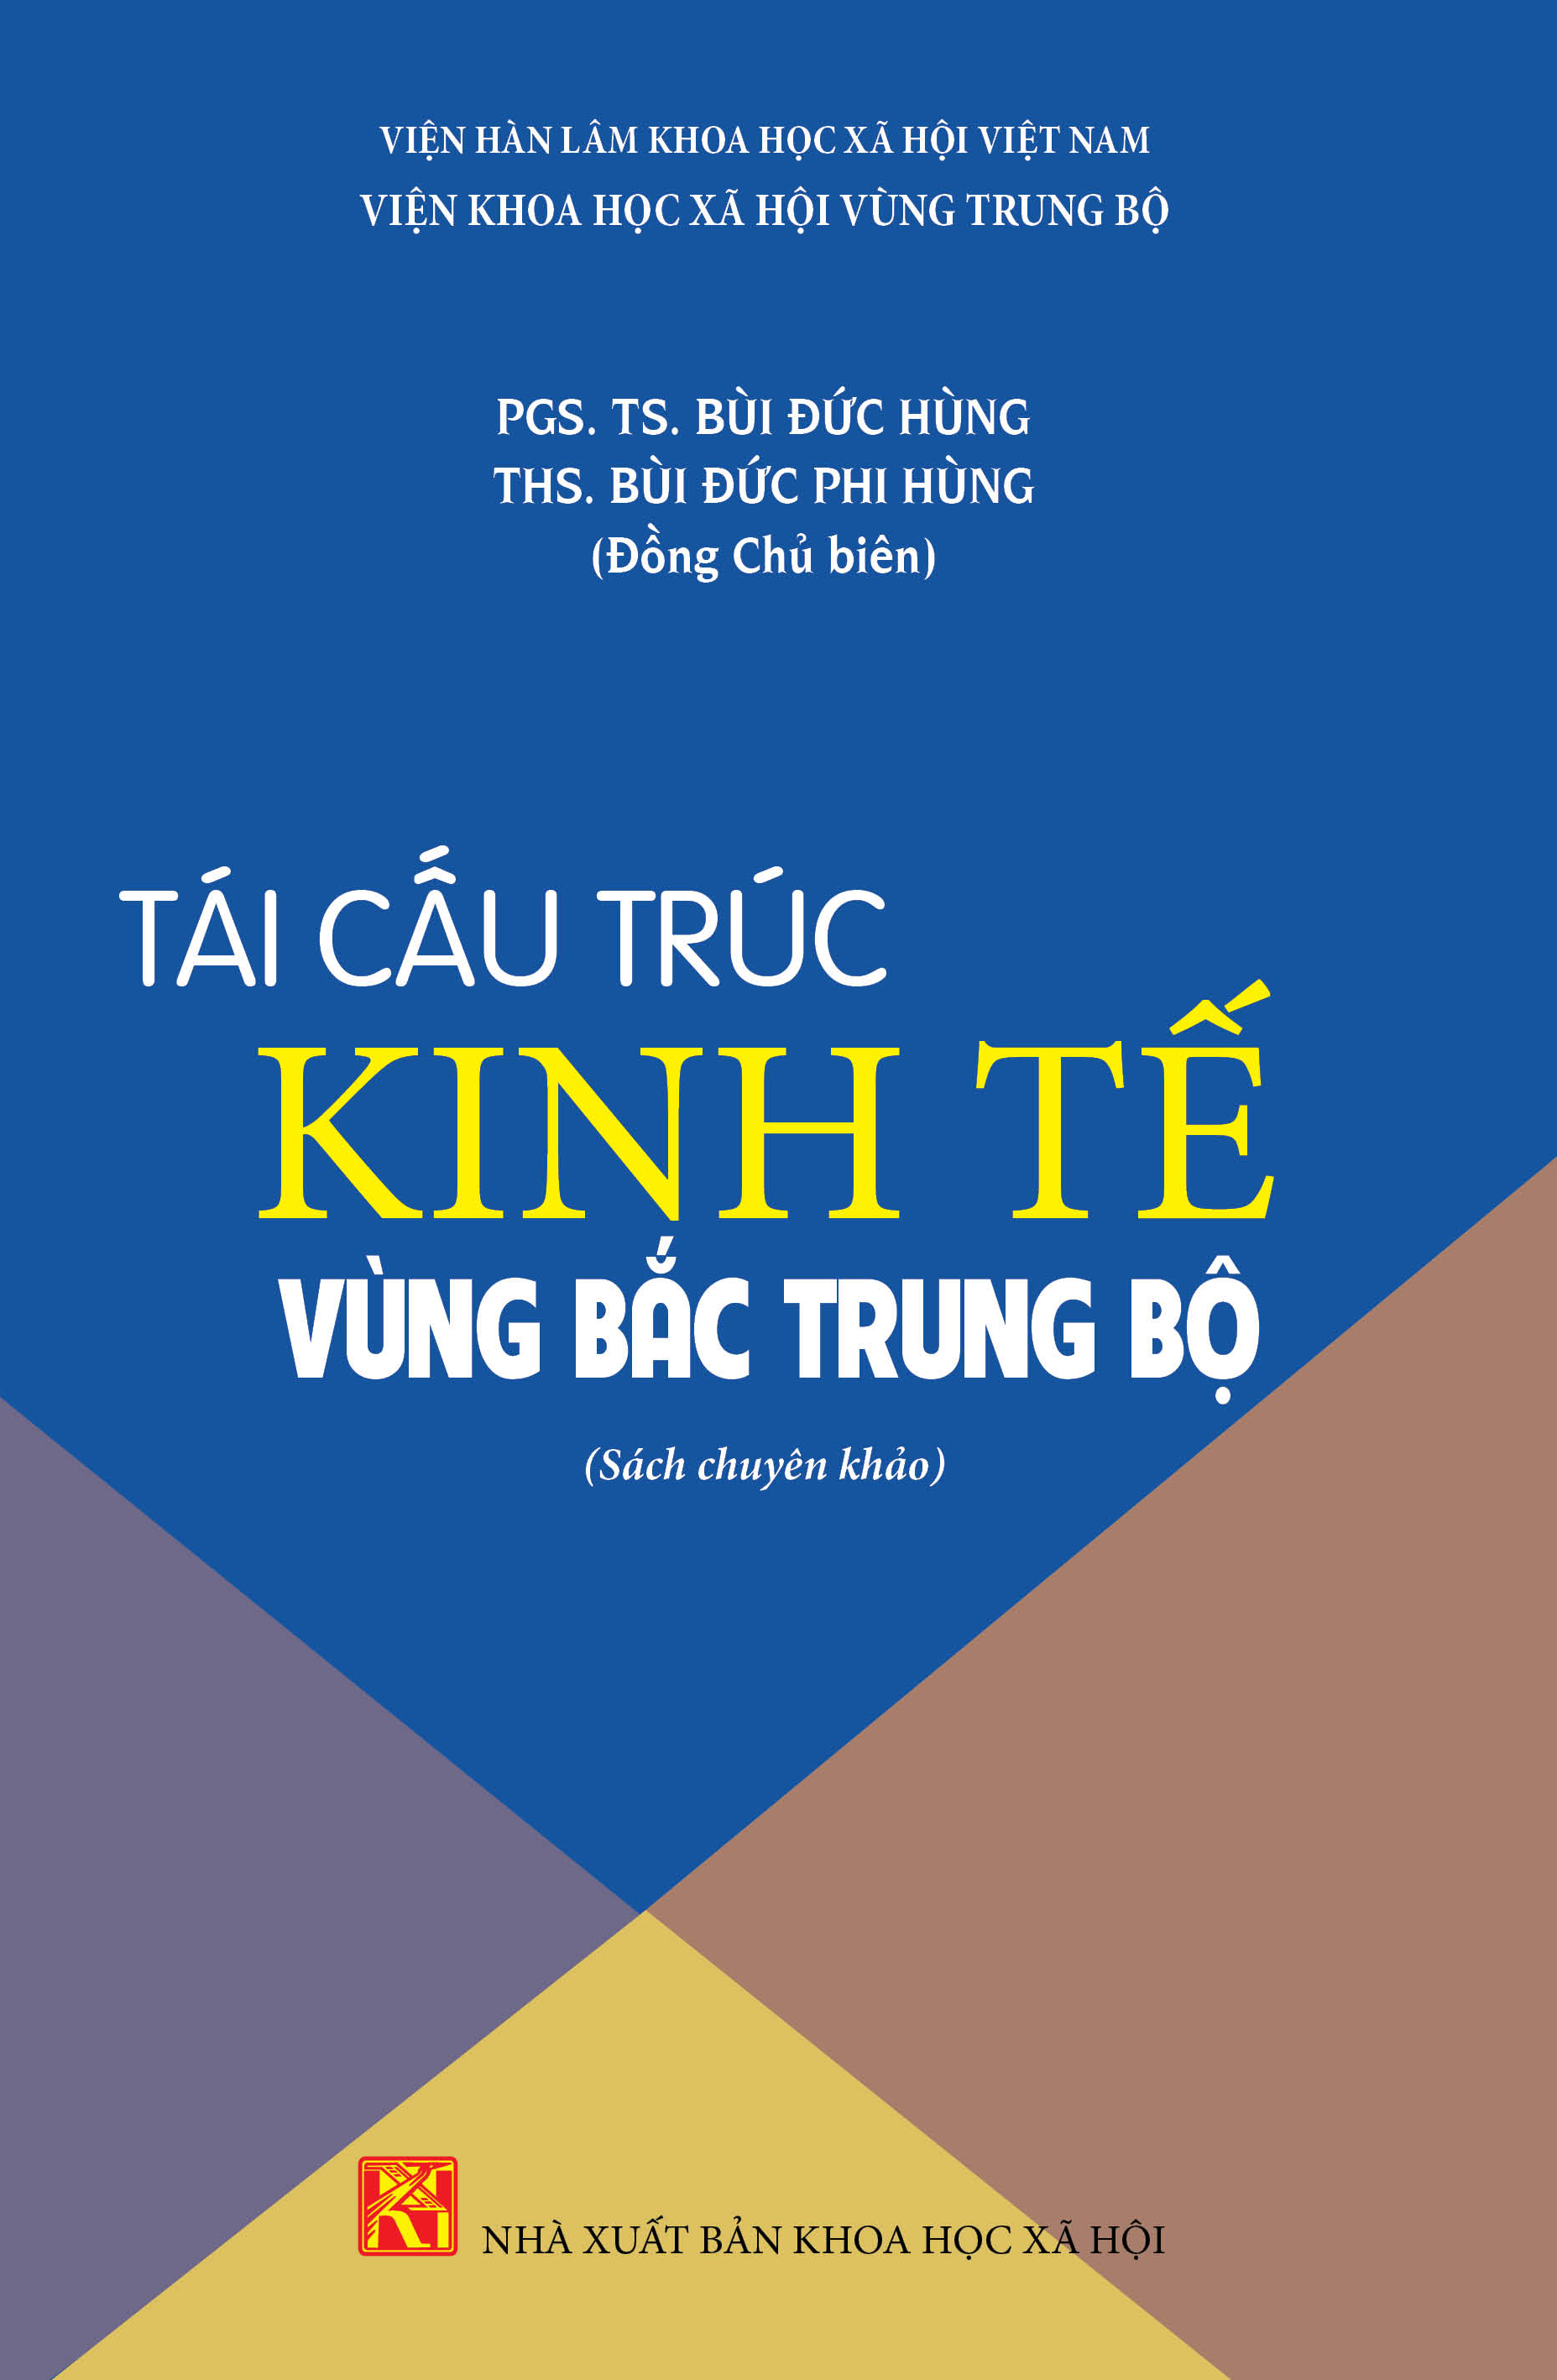 VIỆN HÀN LÂM KHOA HỌC XÃ HỘI VIỆT NAM
VIỆN KHOA HỌC XÃ HỘI VÙNG TRUNG BỘ
PGS. TS. BÙI ĐỨC HÙNG
THS. BÙI ĐỨC PHI HÙNG
(Đồng Chủ biên)
TÁI CẤU TRÚC
KINH TẾ
VÙNG BẮC TRUNG BỘ
(Sách chuyên khảo)
NHÀ XUẤT BẢN KHOA HỌC XÃ HỘI